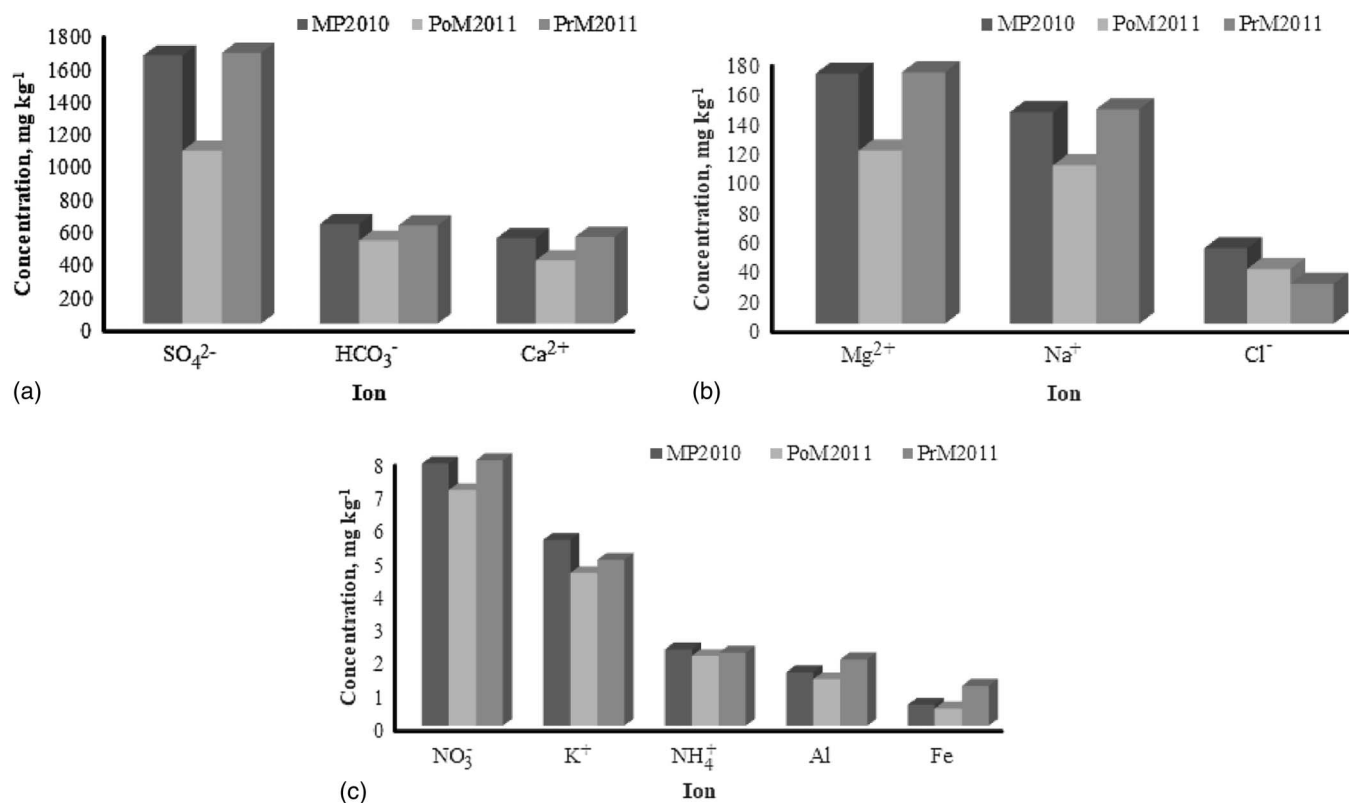 MP2010 PoM2011 PrM2011
Concentration, mg kg⁻¹
1800
1600
1400
1200
1000
800
600
400
200
0
SO₄²⁻ HCO₃⁻ Ca²⁺
Ion
(a)
MP2010 PoM2011 PrM2011
Concentration, mg kg⁻¹
180
160
140
120
100
80
60
40
20
0
Mg²⁺ Na⁺ Cl⁻
Ion
(b)
MP2010 PoM2011 PrM2011
Concentration, mg kg⁻¹
8
7
6
5
4
3
2
1
0
NO₃⁻ K⁺ NH₄⁺ Al Fe
Ion
(c)